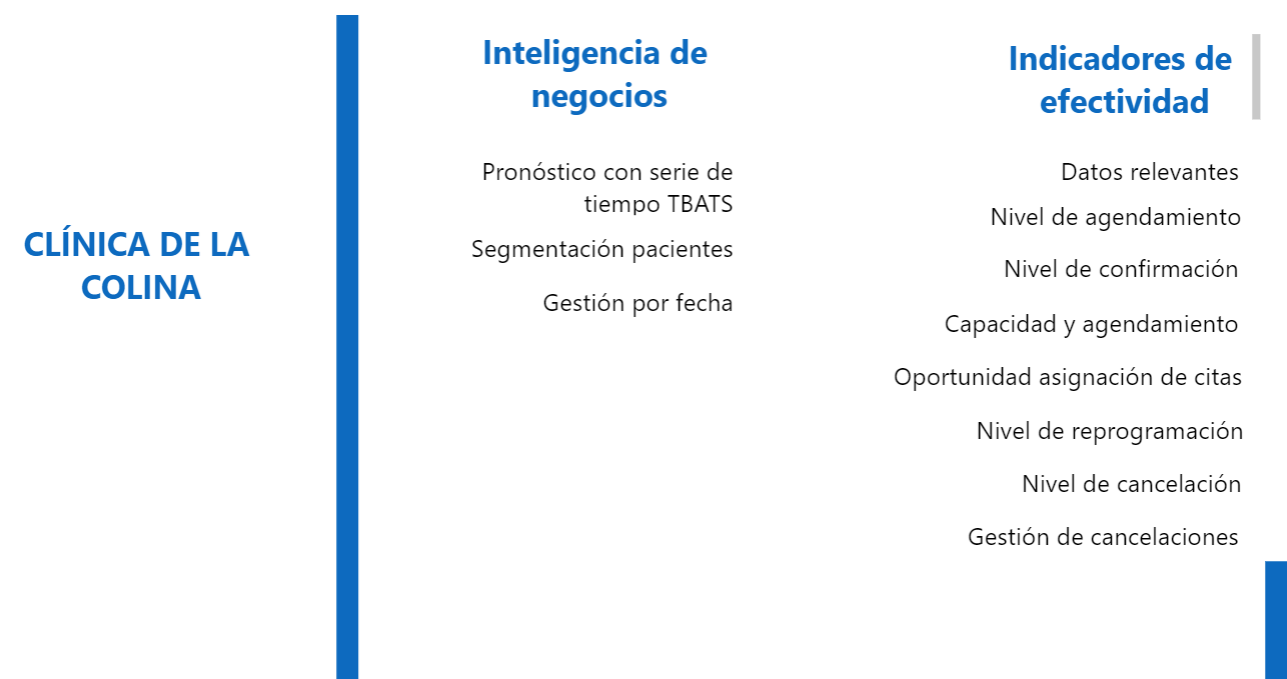 CLÍNICA DE LA
COLINA
Inteligencia de
negocios
Pronóstico con serie de
tiempo TBATS
Segmentación pacientes
Gestión por fecha
Indicadores de
efectividad
Datos relevantes
Nivel de agendamiento
Nivel de confirmación
Capacidad y agendamiento
Oportunidad asignación de citas
Nivel de reprogramación
Nivel de cancelación
Gestión de cancelaciones